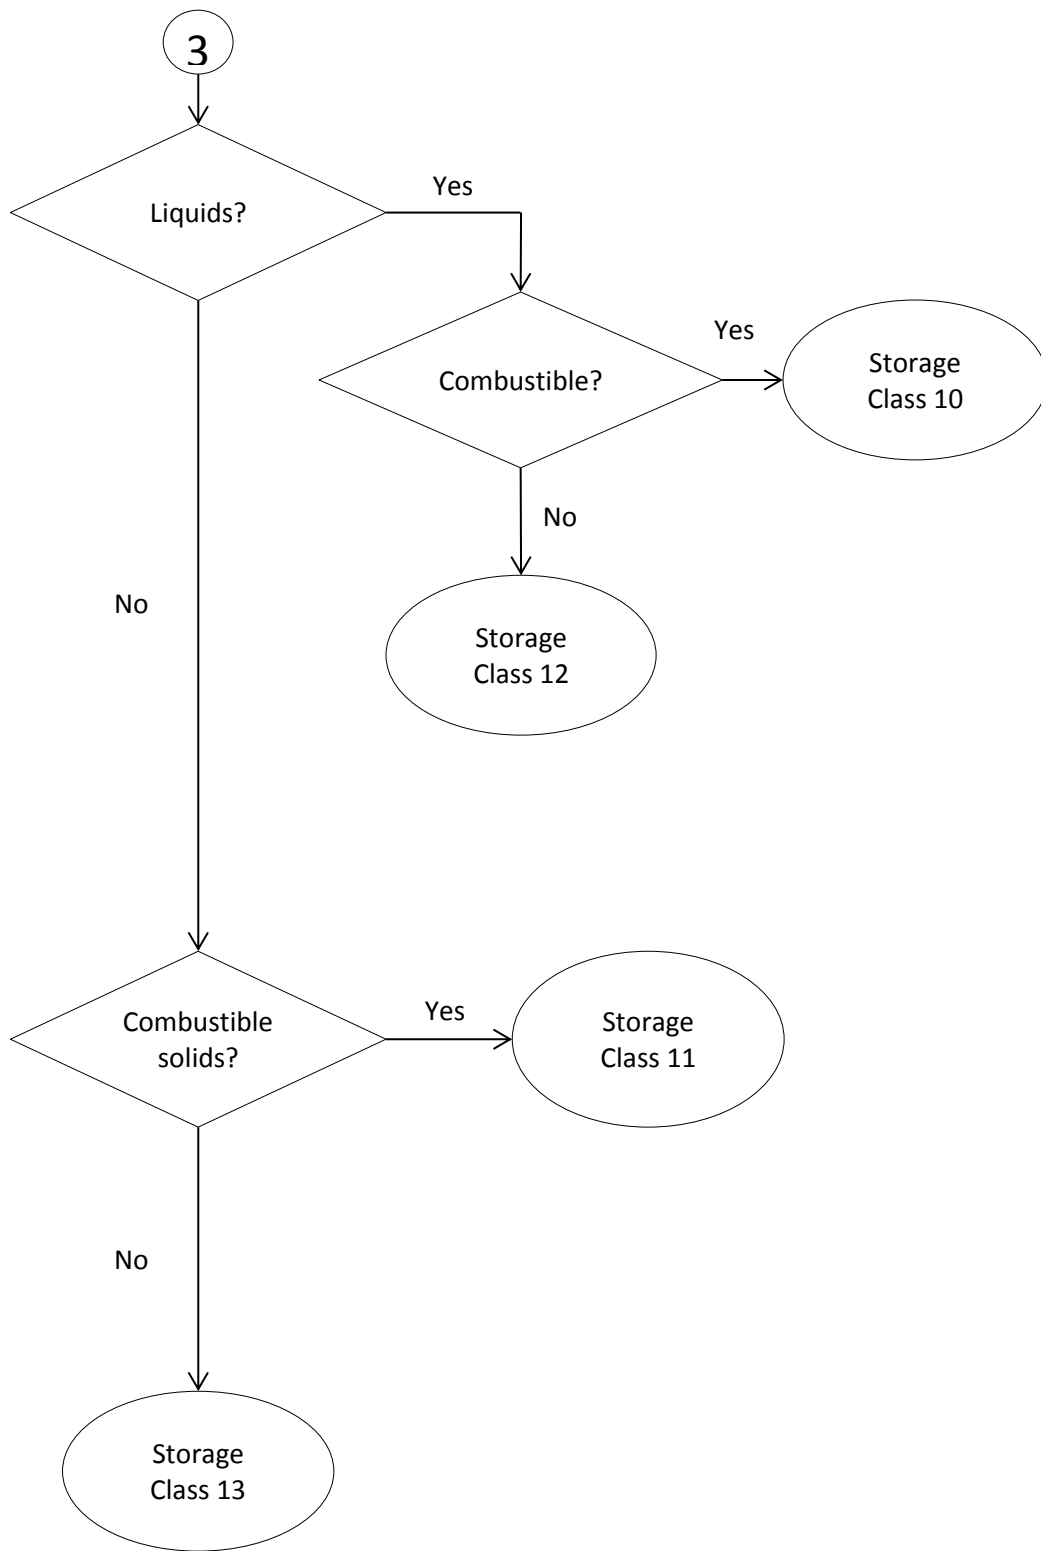 3
Liquids?
Yes
Combustible?
Yes
Storage
Class 10
No
Storage
Class 12
No
Combustible
solids?
Yes
Storage
Class 11
No
Storage
Class 13